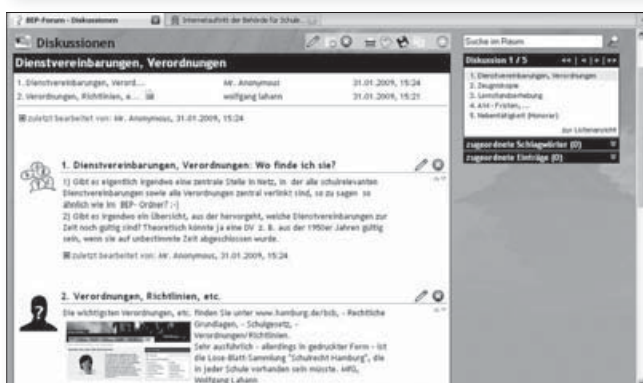 BEP-Forum - Diskussionen
Internetauftritt der Behörde für Schule...
Diskussionen
Suche im Raum
Dienstvereinbarungen, Verordnungen
Diskussion 1 / 5
<< | < | > | >>
1. Dienstvereinbarungen, Verord...
Mr. Anonymous
31.01.2009, 15:24
2. Verordnungen, Richtlinien, e...
wolfgang lahann
31.01.2009, 15:21
1. Dienstvereinbarungen, Verordnungen
2. Zeugniskopie
3. Lernstandserhebung
5. Nebentätigkeit (Honorar)
zur Listenansicht
zugeordnete Schlagwörter (0)
zugeordnete Einträge (0)
zuletzt bearbeitet von: Mr. Anonymous, 31.01.2009, 15:24
1. Dienstvereinbarungen, Verordnungen: Wo finde ich sie?
1) Gibt es eigentlich irgendwo eine zentrale Stelle in Netz, in der alle schulrelevanten
Dienstvereinbarungen sowie alle Verordnungen zentral verlinkt sind, so zu sagen so
ähnlich wie im BEP- Ordner? :-)
2) Gibt es irgendwo ein Übersicht, aus der hervorgeht, welche Dienstvereinbarungen zur
Zeit noch gültig sind? Theoretisch könnte ja eine DV z. B. aus der 1950er Jahren gültig
sein, wenn sie auf unbestimmte Zeit abgeschlossen wurde.
zuletzt bearbeitet von: Mr. Anonymous, 31.01.2009, 15:24
2. Verordnungen, Richtlinien, etc.
Die wichtigsten Verordnungen, etc. finden Sie unter www.hamburg.de/bsb, - Rechtliche
Grundlagen, - Schulgesetz, -
Verordnungen/Richtlinien.
Sehr ausführlich - allerdings in gedruckter Form - ist
die Lose-Blatt-Sammlung "Schulrecht Hamburg", die
in jeder Schule vorhanden sein müsste. MfG,
Wolfgang Lahann